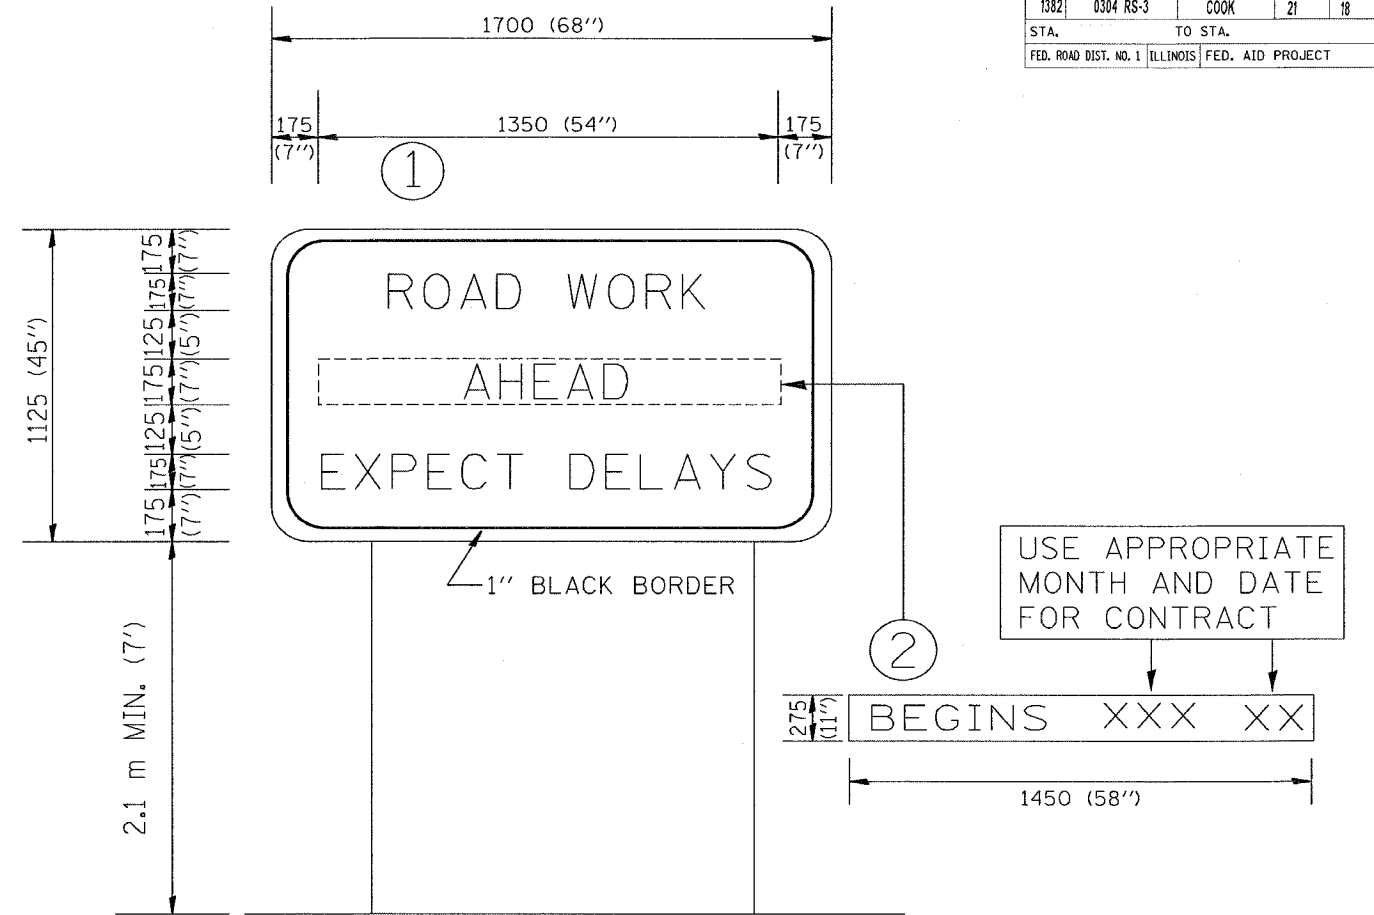 1382 0304 RS-3 COOK 21 18
STA. TO STA.
FED. ROAD DIST. NO. 1 ILLINOIS FED. AID PROJECT
1700 (68'')
175 (7'')
1350 (54'')
175 (7'')
1
1125 (45'')
175 (7'')
175 (7'')
125 (5'')
175 (7'')
125 (5'')
175 (7'')
175 (7'')
ROAD WORK
AHEAD
EXPECT DELAYS
1'' BLACK BORDER
2.1 m MIN. (7')
2
USE APPROPRIATE
MONTH AND DATE
FOR CONTRACT
275 (11'')
BEGINS XXX XX
1450 (58'')